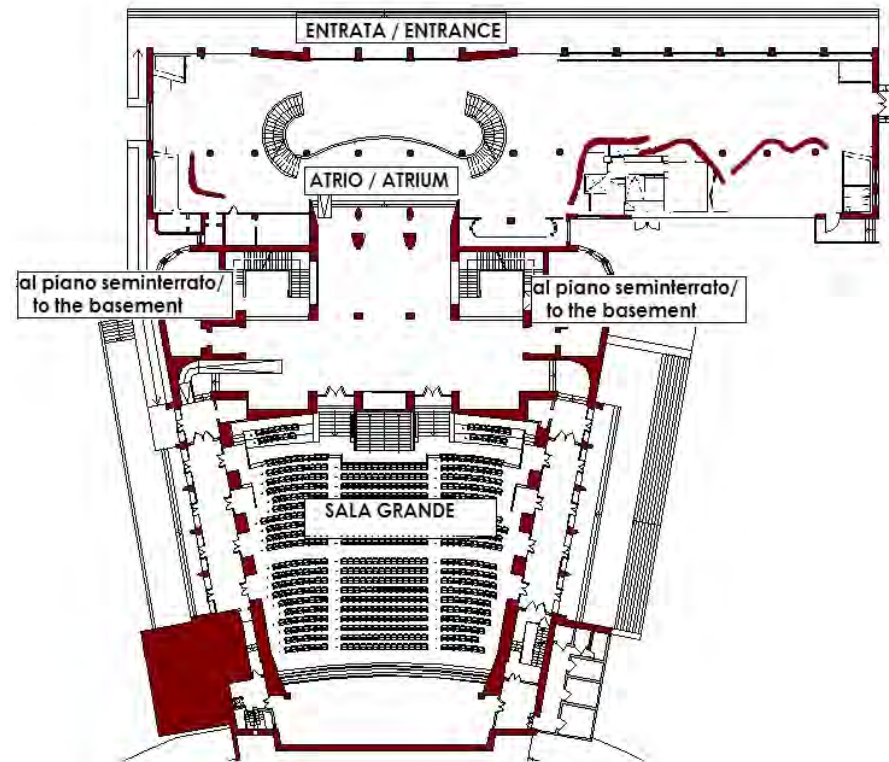 ENTRATA / ENTRANCE
ATRIO / ATRIUM
al piano seminterrato/
to the basement
al piano seminterrato/
to the basement
SALA GRANDE